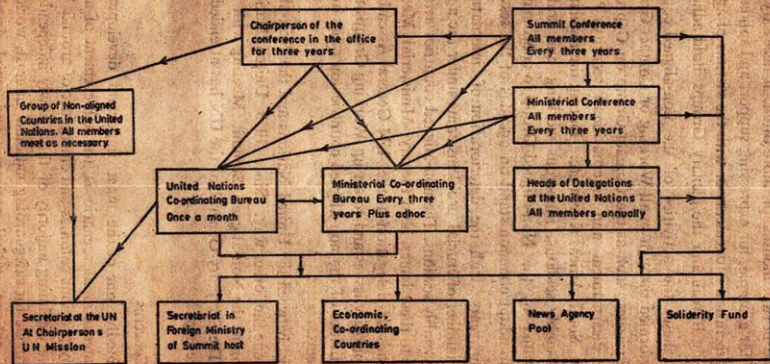 Chairperson of the
conference in the office
for three years
Summit Conference
All members
Every three years
Group of Non-aligned
Countries in the United
Nations. All members
meet as necessary
Ministerial Conference
All members
Every three years
United Nations
Co-ordinating Bureau
Once a month
Ministerial Co-ordinating
Bureau Every three
years Plus adhoc
Heads of Delegations
at the United Nations
All members annually
Secretariat at the UN
At Chairpersons
UN Mission
Secretariat in
Foreign Ministry
of Summit host
Economic.
Co-ordinating
Countries
News Agency
Pool
Soliderity Fund